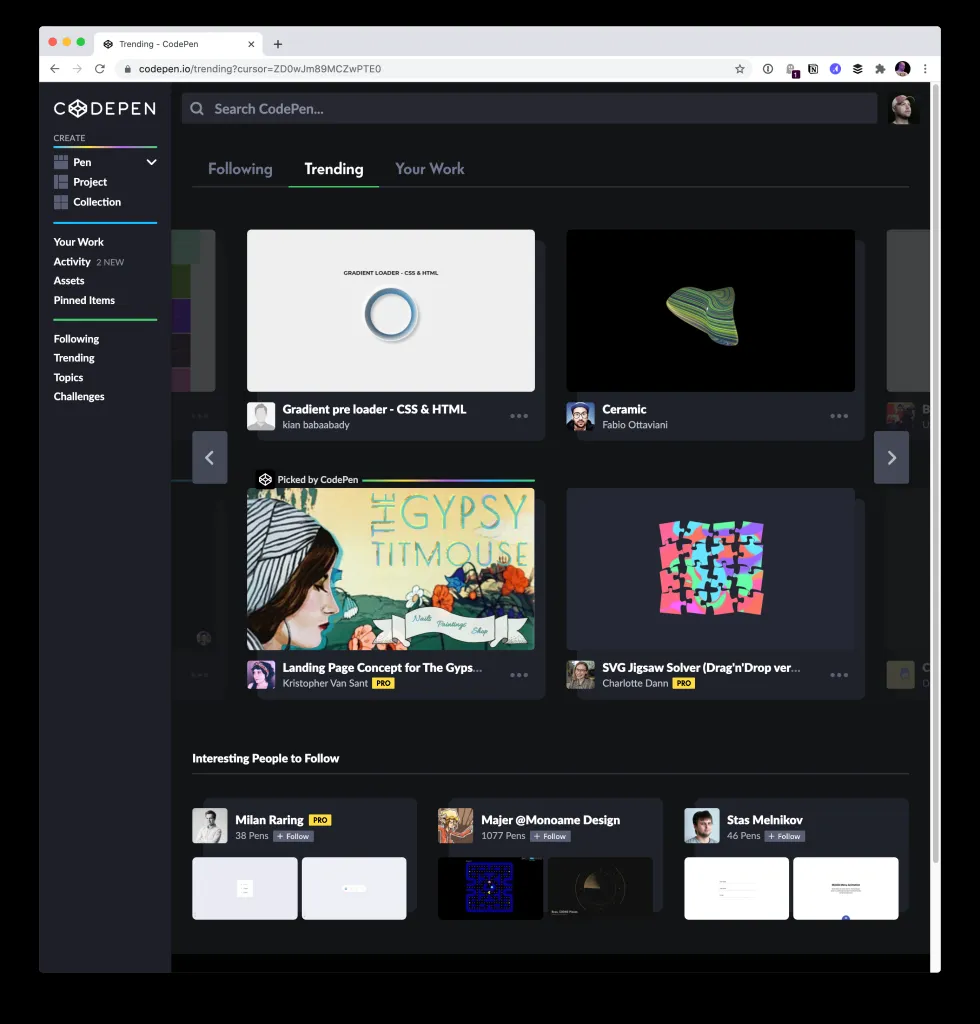 Trending - CodePen
codepen.io/trending?cursor=ZD0wJm89MCZwPTE0
1
CODEPEN
Search CodePen...
CREATE
Pen
Project
Collection
Your Work
Activity 2 NEW
Assets
Pinned Items
Following
Trending
Topics
Challenges
Following Trending Your Work
GRADIENT LOADER - CSS & HTML
Gradient pre loader - CSS & HTML
kian babaabady
Ceramic
Fabio Ottaviani
Picked by CodePen
THE GYPSY
TITMOUSE
Nails Paintings Shop
Landing Page Concept for The Gyps...
Kristopher Van Sant PRO
SVG Jigsaw Solver (Drag'n'Drop ver...
Charlotte Dann PRO
Interesting People to Follow
Milan Raring PRO
38 Pens + Follow
Majer @Monoame Design
1077 Pens + Follow
Stas Melnikov
46 Pens + Follow